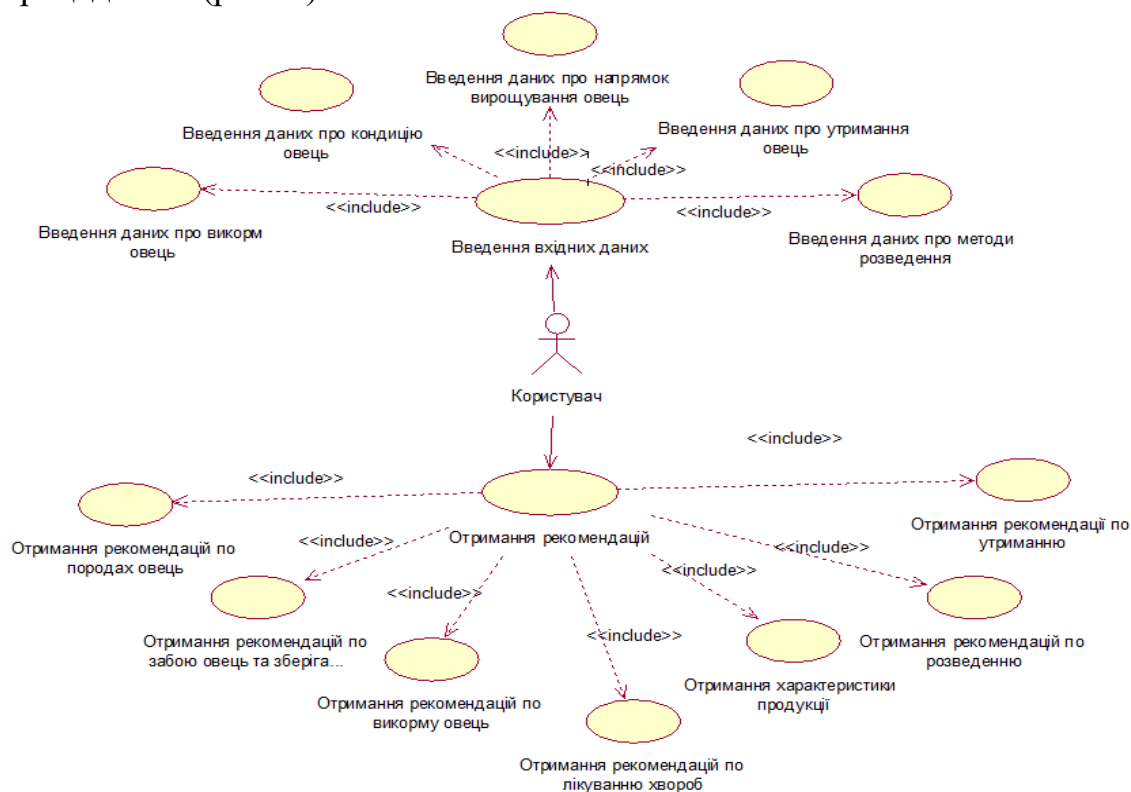 Введення даних про напрямок
вирощування овець
Введення даних про кондицію
овець
Введення даних про утримання
овець
<<include>>
<<include>>
<<include>>
<<include>>
Введення даних про викорм
овець
Введення вхідних даних
Введення даних про методи
розведення
Користувач
<<include>>
<<include>>
Отримання рекомендацій по
породах овець
Отримання рекомендацій
Отримання рекомендації по
утриманню
<<include>>
<<include>>
<<include>>
<<include>>
<<include>>
Отримання рекомендацій по
забою овець та зберіга...
Отримання рекомендацій по
викорму овець
Отримання рекомендацій по
лікуванню хвороб
Отримання характеристики
продукції
Отримання рекомендацій по
розведенню